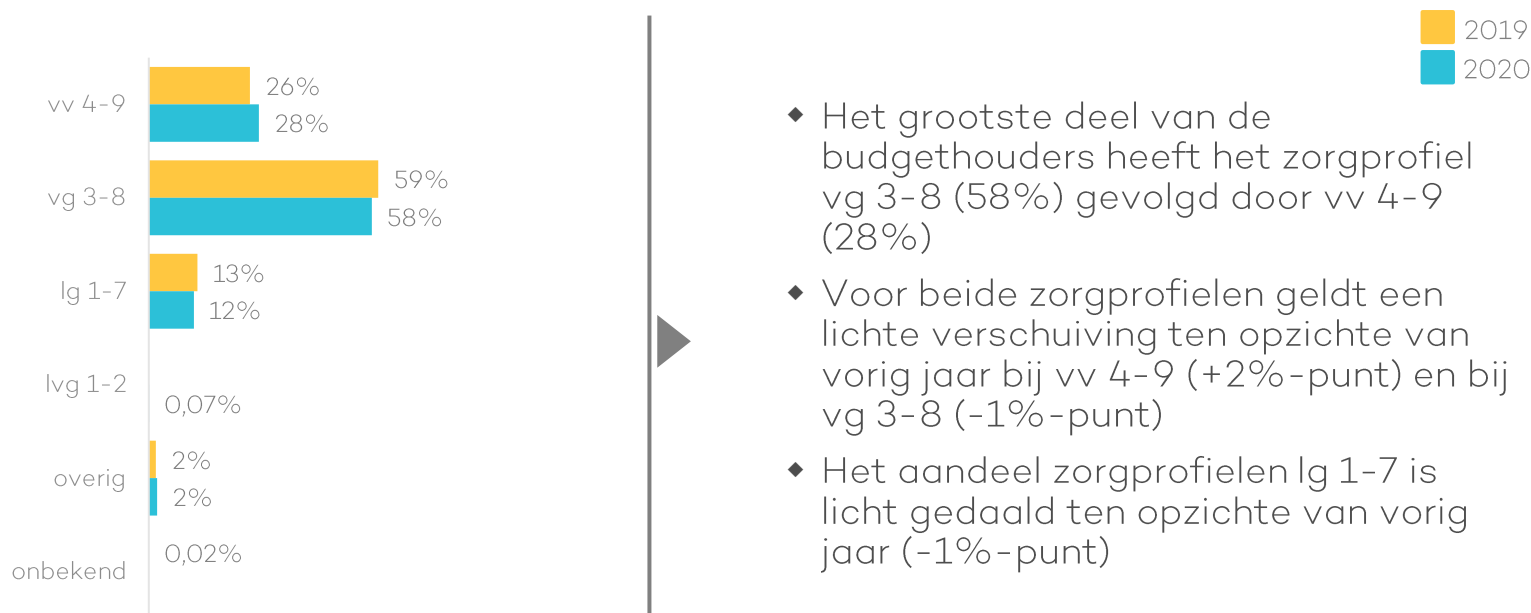 2019
2020
vv 4-9
26%
28%
vg 3-8
59%
58%
lg 1-7
13%
12%
lvg 1-2
0,07%
overig
2%
2%
onbekend
0,02%
◆ Het grootste deel van de
budgethouders heeft het zorgprofiel
vg 3-8 (58%) gevolgd door vv 4-9
(28%)
◆ Voor beide zorgprofielen geldt een
lichte verschuiving ten opzichte van
vorig jaar bij vv 4-9 (+2%-punt) en bij
vg 3-8 (-1%-punt)
◆ Het aandeel zorgprofielen lg 1-7 is
licht gedaald ten opzichte van vorig
jaar (-1%-punt)